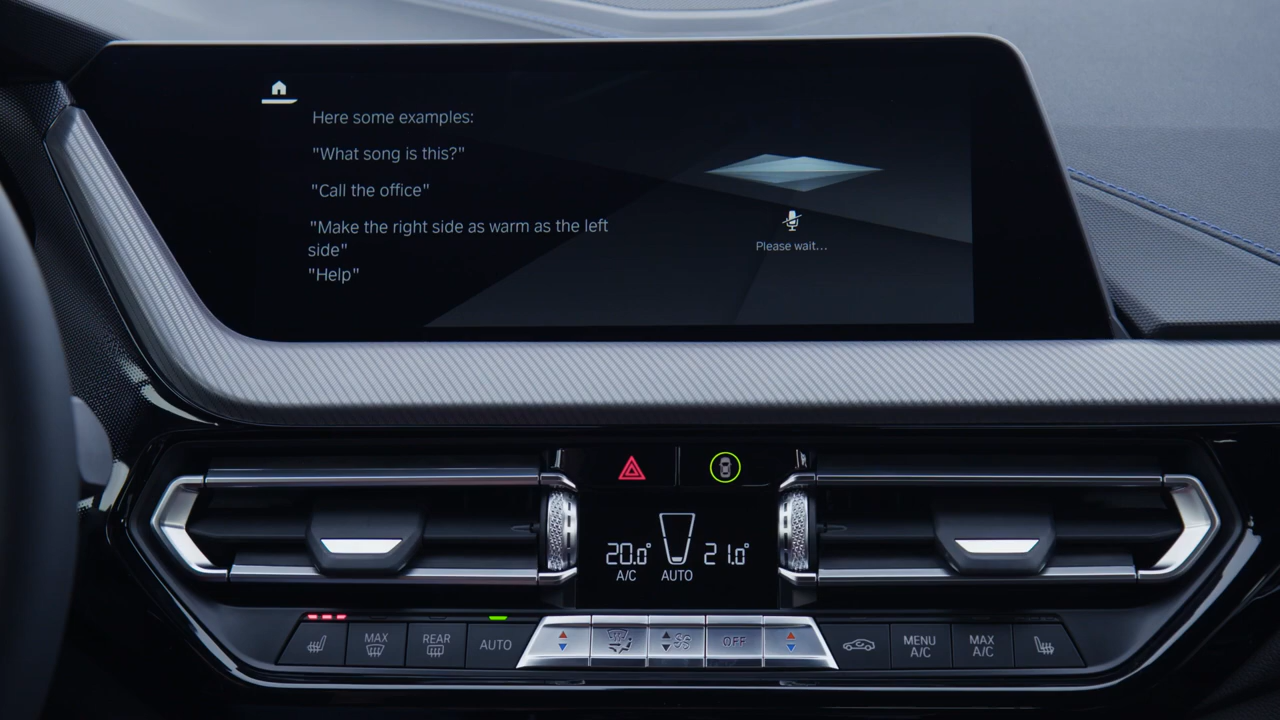 Here some examples:
"What song is this?"
"Call the office"
"Make the right side as warm as the left
side"
"Help"
Please wait...
20.0° 21.0°
A/C AUTO
MAX REAR AUTO OFF MENU A/C MAX A/C